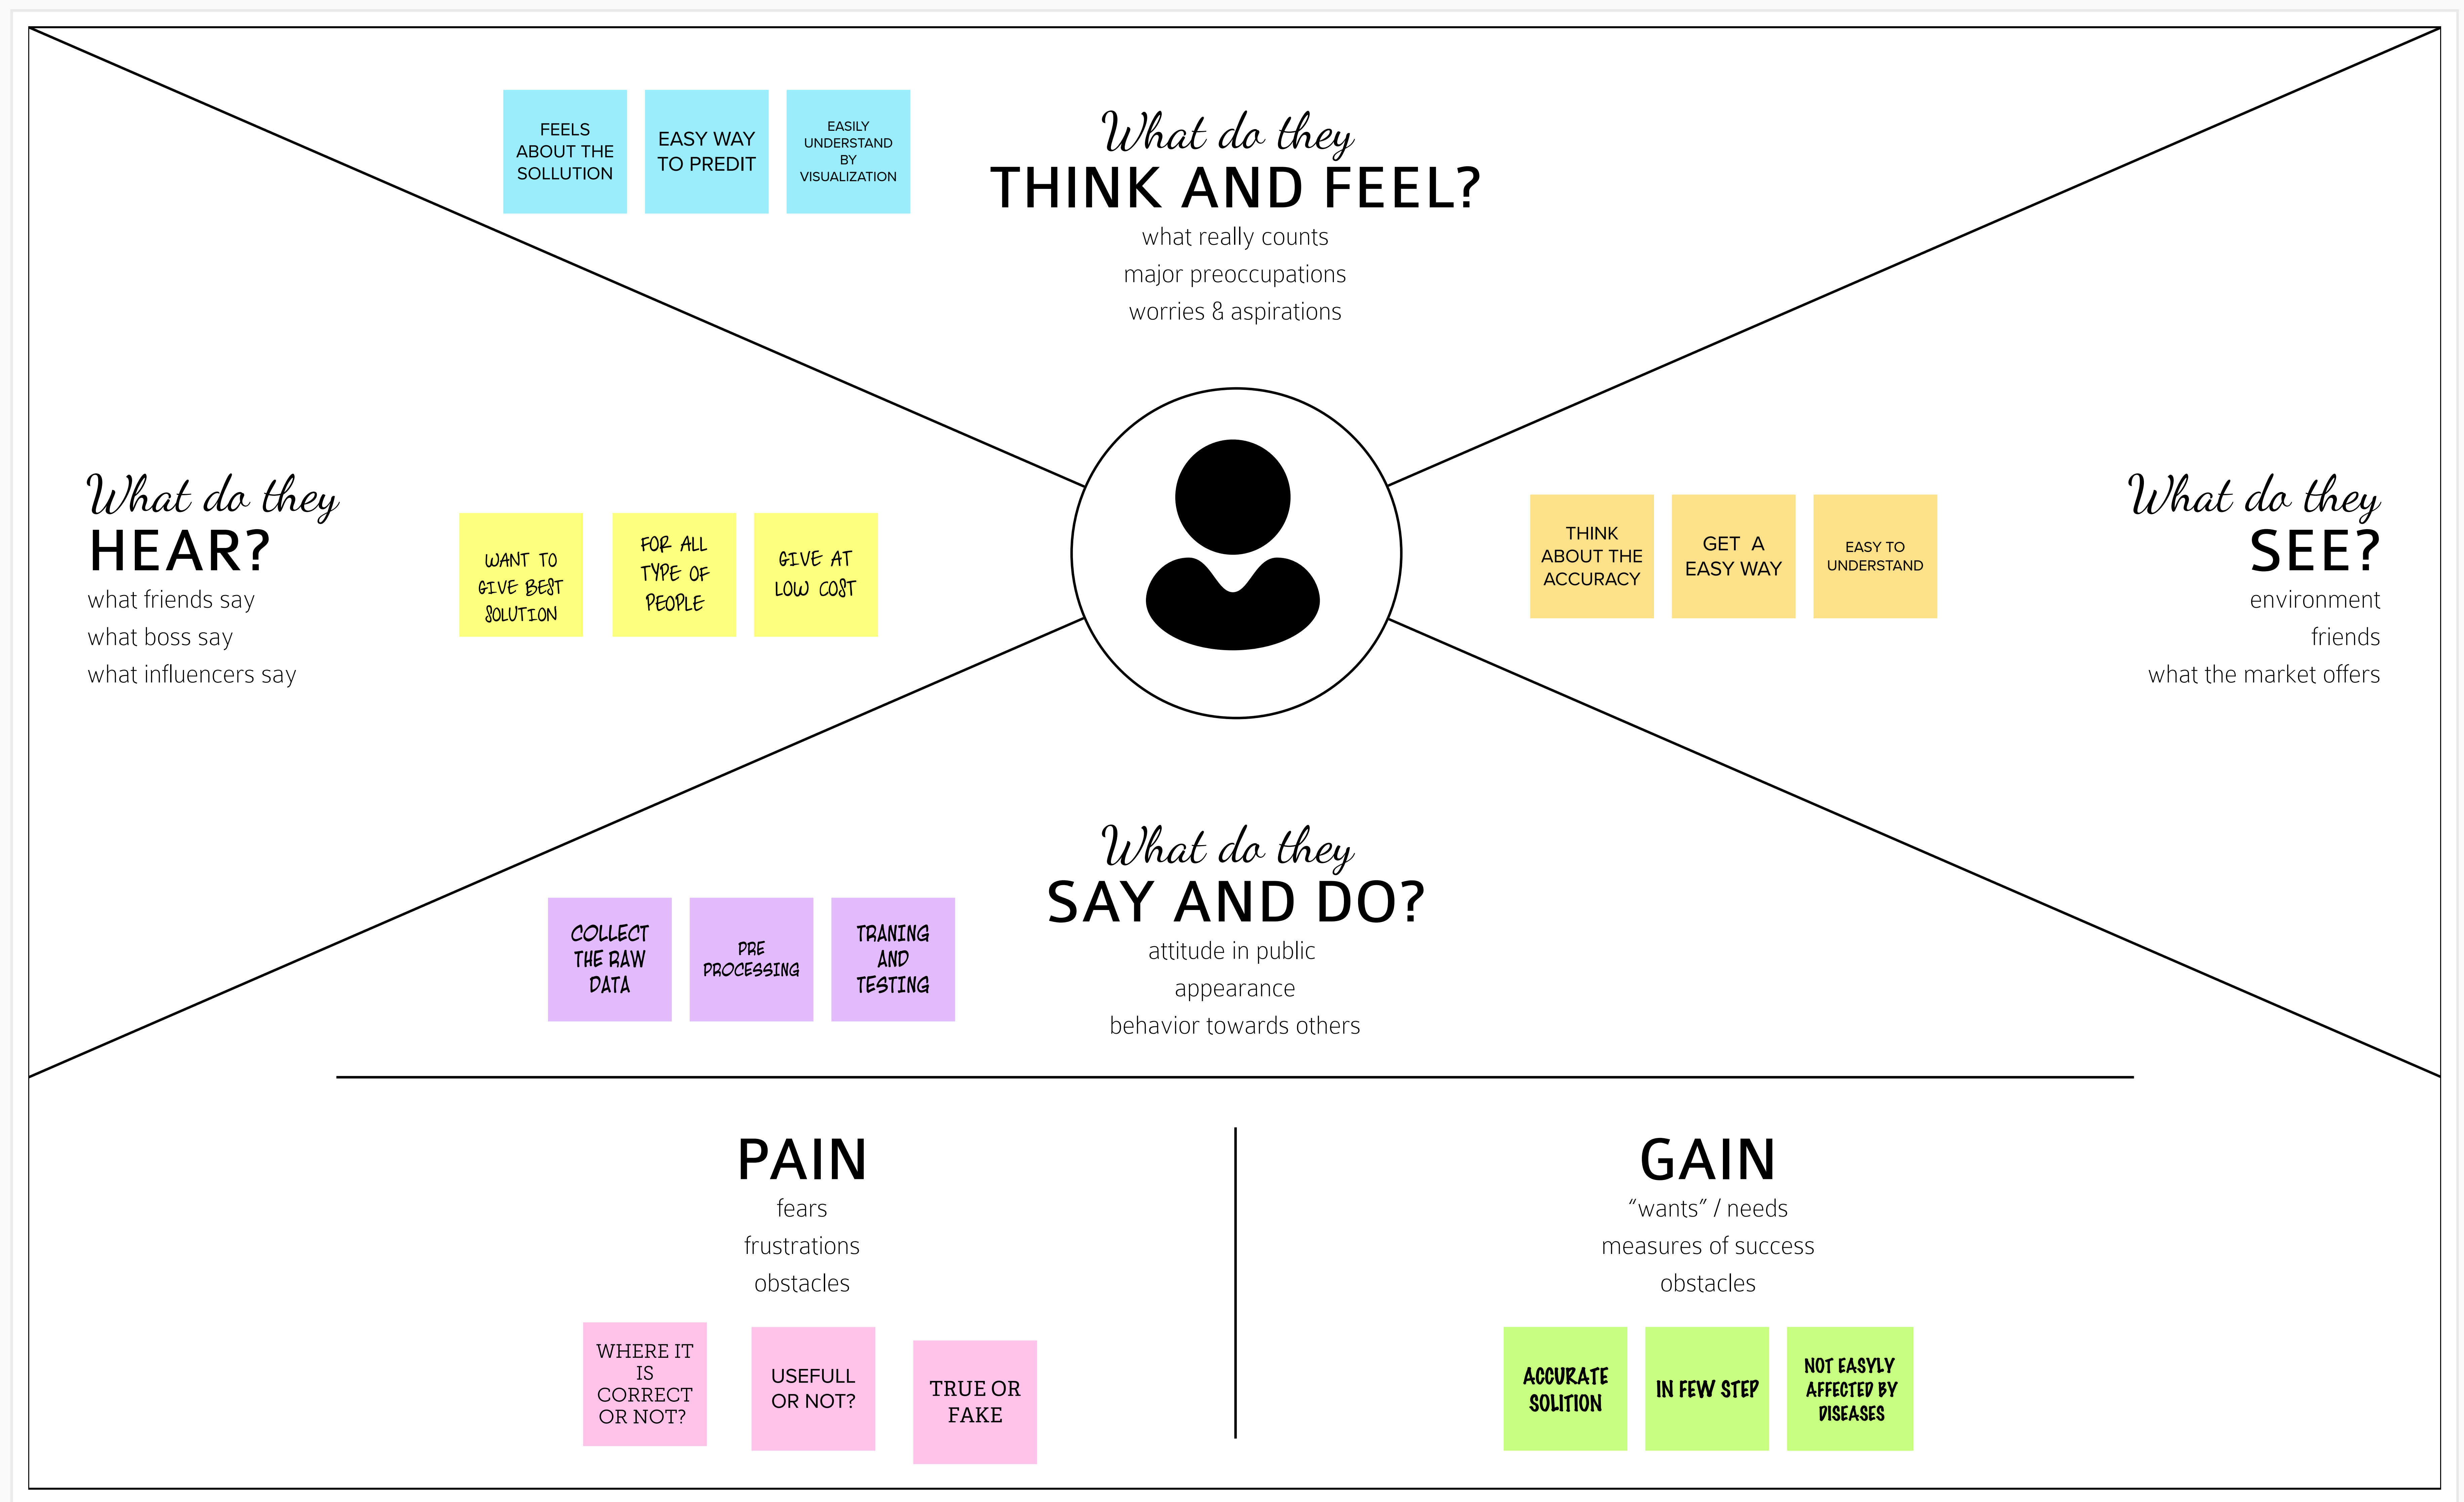 FEELS
ABOUT THE
SOLLUTION
EASY WAY
TO PREDIT
EASILY
UNDERSTAND
BY
VISUALIZATION
What do they
THINK AND FEEL?
what really counts
major preoccupations
worries & aspirations
What do they
HEAR?
what friends say
what boss say
what influencers say
WANT TO
GIVE BEST
SOLUTION
FOR ALL
TYPE OF
PEOPLE
GIVE AT
LOW COST
THINK
ABOUT THE
ACCURACY
GET A
EASY WAY
EASY TO
UNDERSTAND
What do they
SEE?
environment
friends
what the market offers
What do they
SAY AND DO?
attitude in public
appearance
behavior towards others
COLLECT
THE RAW
DATA
PRE
PROCESSING
TRANING
AND
TESTING
PAIN
fears
frustrations
obstacles
WHERE IT
IS
CORRECT
OR NOT?
USEFULL
OR NOT?
TRUE OR
FAKE
GAIN
“wants” / needs
measures of success
obstacles
ACCURATE
SOLITION
IN FEW STEP
NOT EASYLY
AFFECTED BY
DISEASES